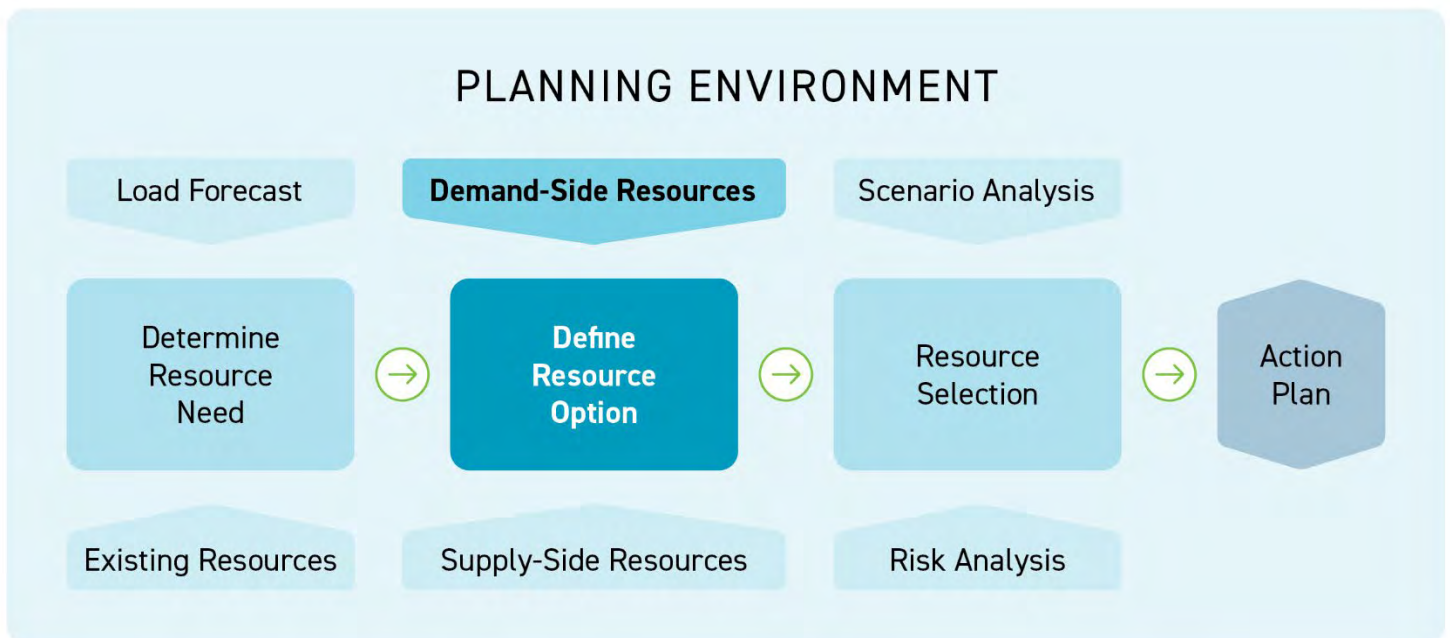 PLANNING ENVIRONMENT
Load Forecast
Demand-Side Resources
Scenario Analysis
Determine
Resource
Need
Define
Resource
Option
Resource
Selection
Action
Plan
Existing Resources
Supply-Side Resources
Risk Analysis